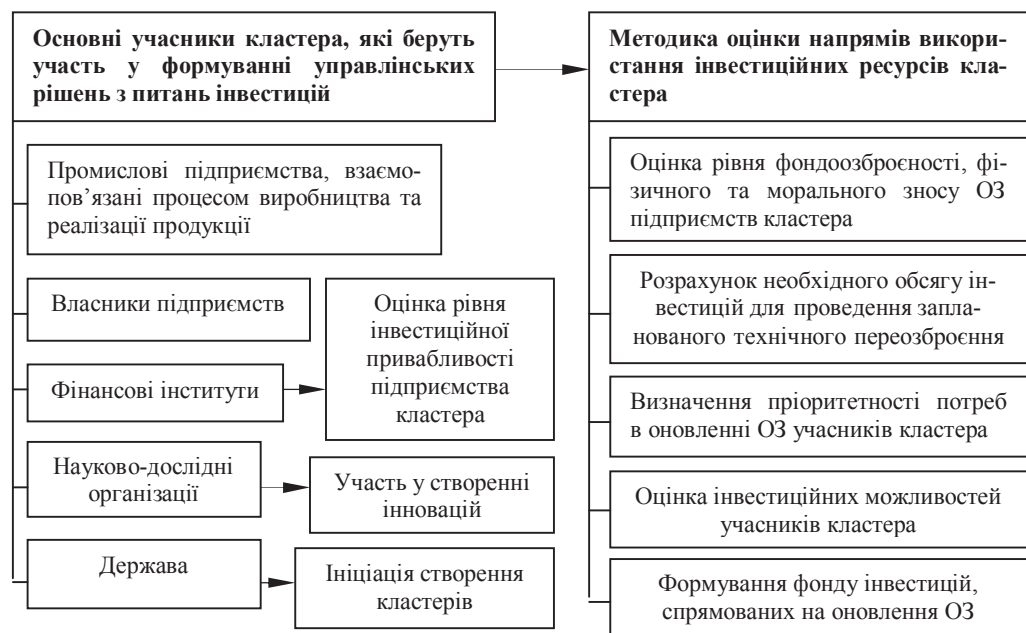 Основні учасники кластера, які беруть
участь у формуванні управлінських
рішень з питань інвестицій
Промислові підприємства, взаємо-
пов’язані процесом виробництва та
реалізації продукції
Власники підприємств
Фінансові інститути
Оцінка рівня
інвестиційної
привабливості
підприємства
кластера
Науково-дослідні
організації
Участь у створенні
інновацій
Держава
Ініціація створення
кластерів
Методика оцінки напрямів викори-
стання інвестиційних ресурсів кла-
стера
Оцінка рівня фондоозброєності, фі-
зичного та морального зносу ОЗ
підприємств кластера
Розрахунок необхідного обсягу ін-
вестицій для проведення запла-
нованого технічного переозброєння
Визначення пріоритетності потреб
в оновленні ОЗ учасників кластера
Оцінка інвестиційних можливостей
учасників кластера
Формування фонду інвестицій,
спрямованих на оновлення ОЗ